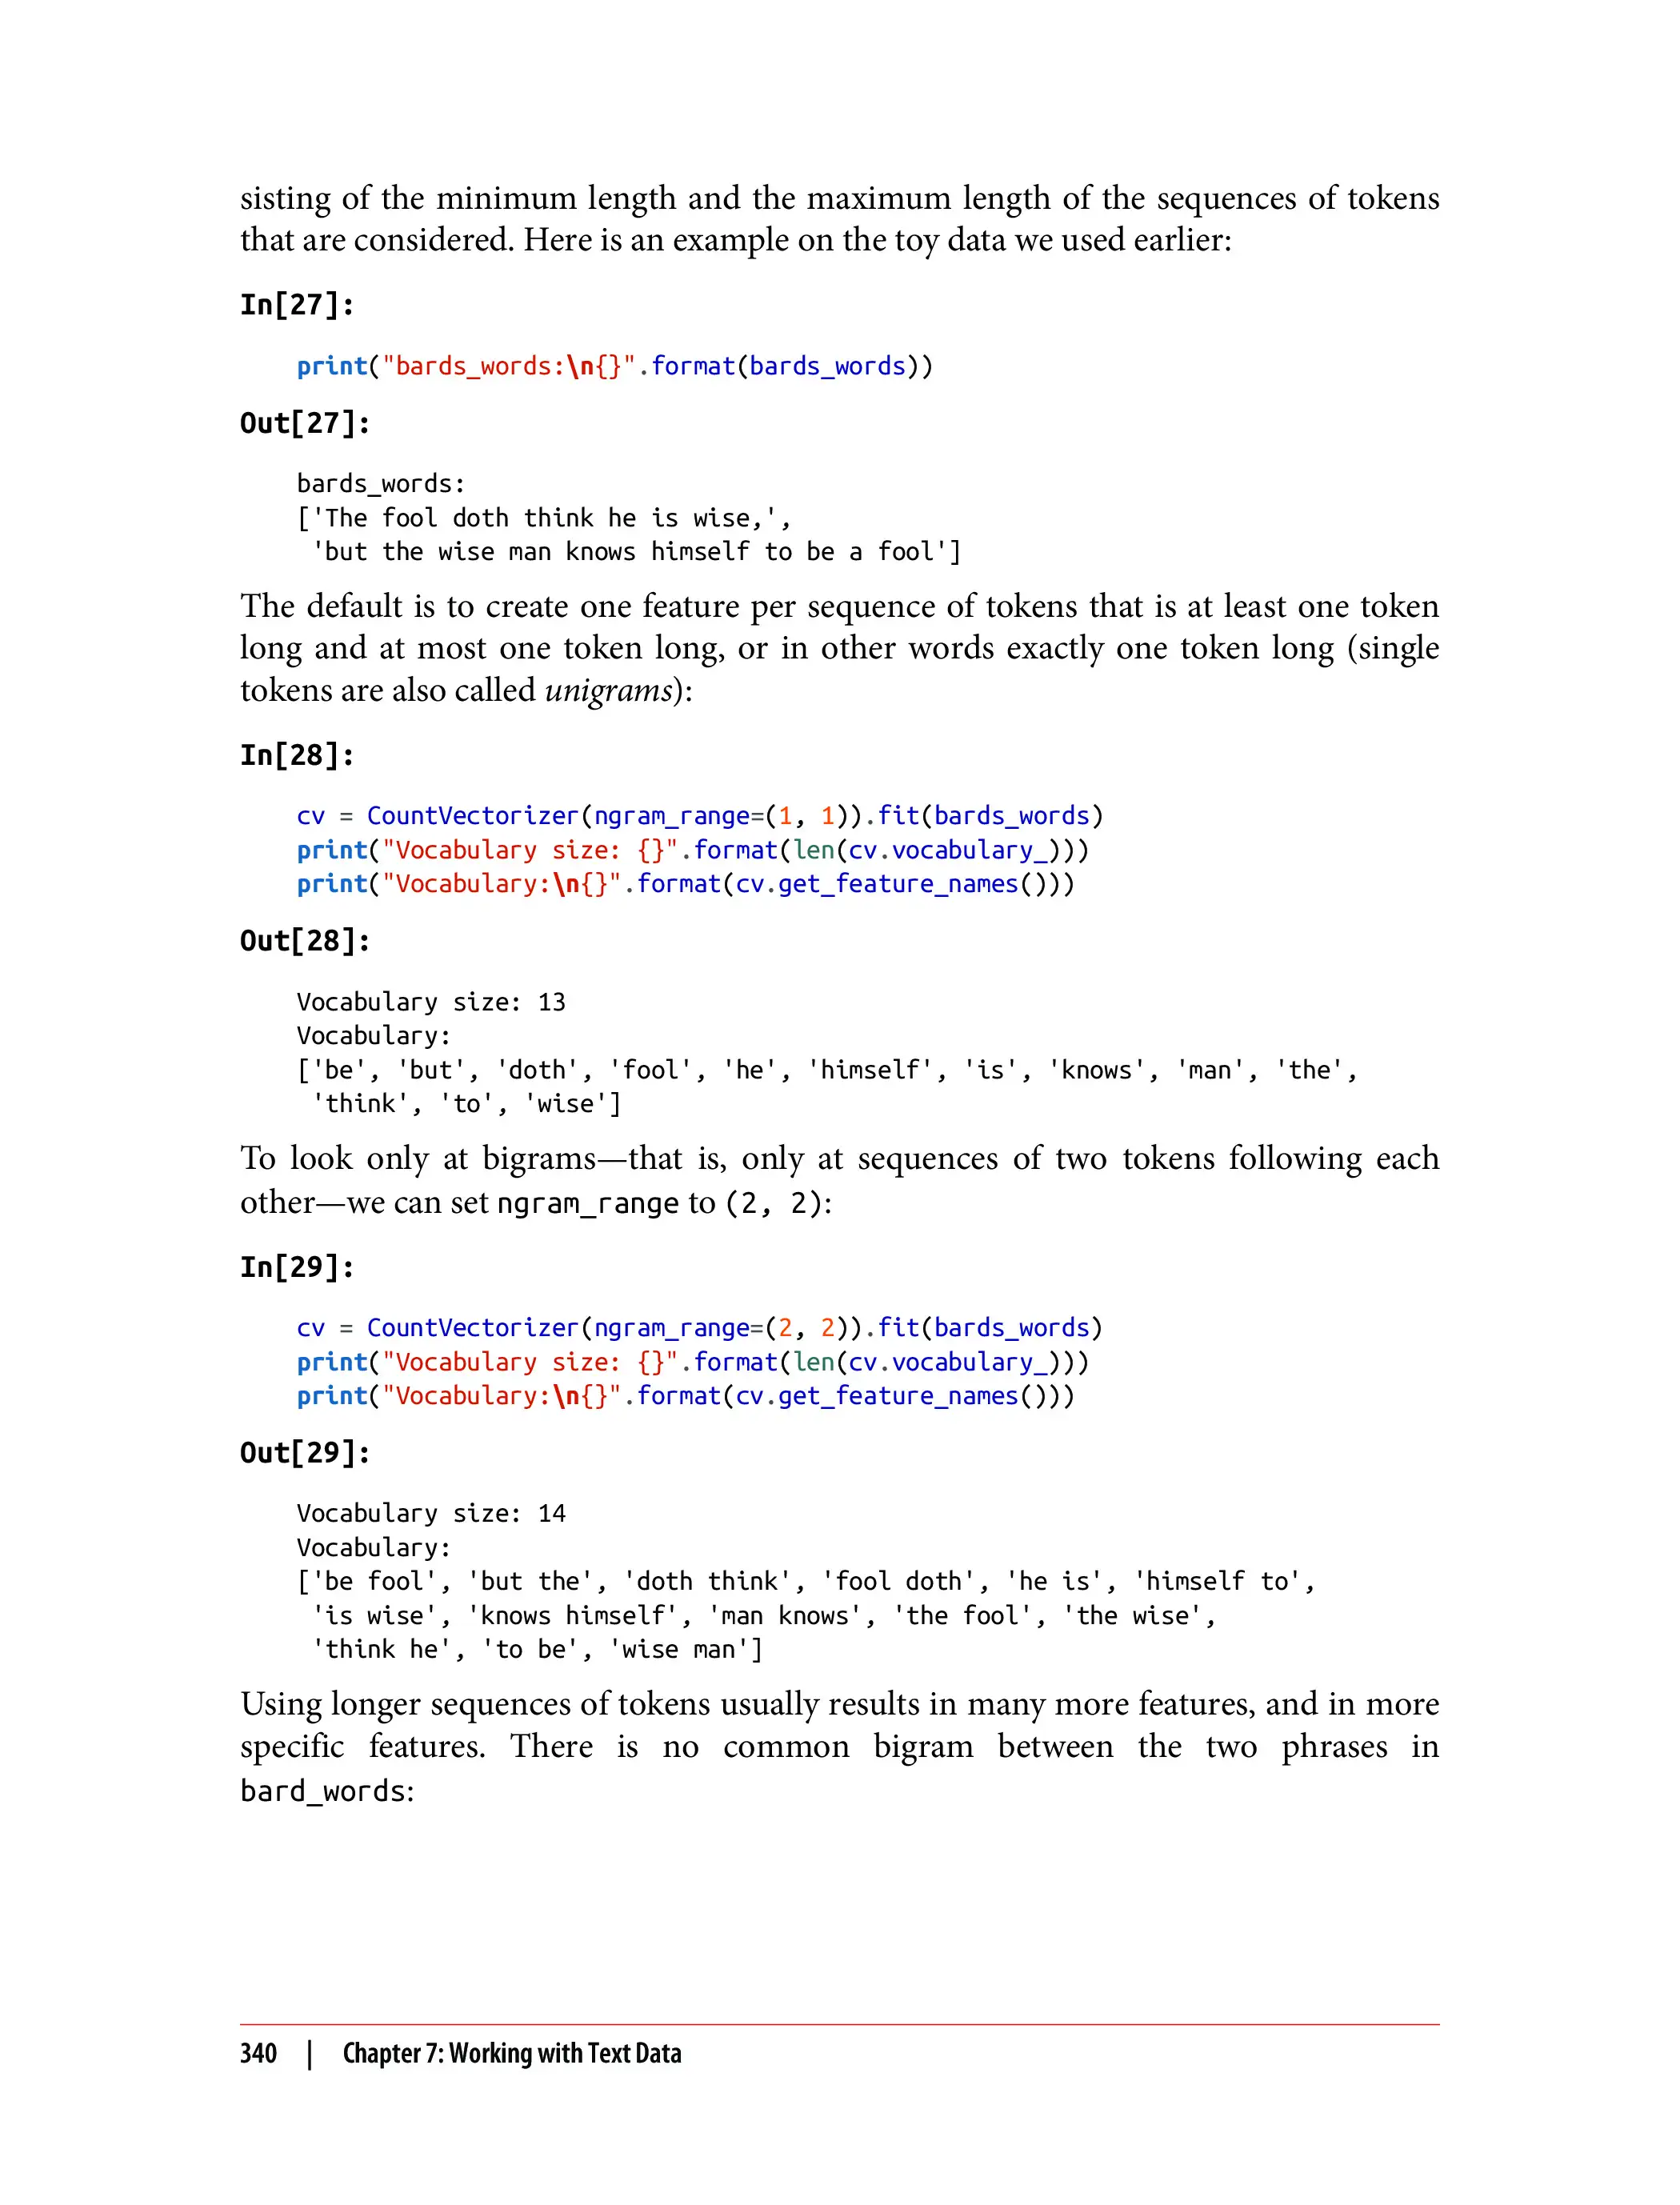 sisting of the minimum length and the maximum length of the sequences of tokens
that are considered. Here is an example on the toy data we used earlier:
In[27]:
print("bards_words:\n{}".format(bards_words))
Out[27]:
bards_words:
['The fool doth think he is wise,',
 'but the wise man knows himself to be a fool']
The default is to create one feature per sequence of tokens that is at least one token
long and at most one token long, or in other words exactly one token long (single
tokens are also called unigrams):
In[28]:
cv = CountVectorizer(ngram_range=(1, 1)).fit(bards_words)
print("Vocabulary size: {}".format(len(cv.vocabulary_)))
print("Vocabulary:\n{}".format(cv.get_feature_names()))
Out[28]:
Vocabulary size: 13
Vocabulary:
['be', 'but', 'doth', 'fool', 'he', 'himself', 'is', 'knows', 'man', 'the',
 'think', 'to', 'wise']
To look only at bigrams—that is, only at sequences of two tokens following each
other—we can set ngram_range to (2, 2):
In[29]:
cv = CountVectorizer(ngram_range=(2, 2)).fit(bards_words)
print("Vocabulary size: {}".format(len(cv.vocabulary_)))
print("Vocabulary:\n{}".format(cv.get_feature_names()))
Out[29]:
Vocabulary size: 14
Vocabulary:
['be fool', 'but the', 'doth think', 'fool doth', 'he is', 'himself to',
 'is wise', 'knows himself', 'man knows', 'the fool', 'the wise',
 'think he', 'to be', 'wise man']
Using longer sequences of tokens usually results in many more features, and in more
specific features. There is no common bigram between the two phrases in
bard_words:
340 | Chapter 7: Working with Text Data